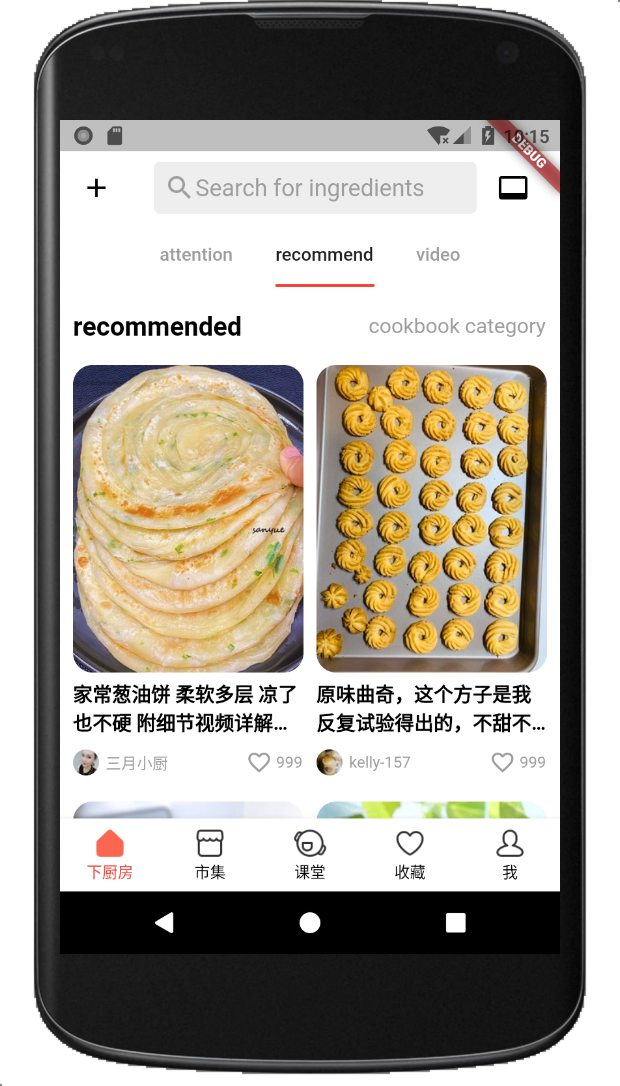 10:15
DEBUG
Search for ingredients
attention recommend video
recommended cookbook category
sanyue
家常葱油饼 柔软多层 凉了
也不硬 附细节视频详解...
三月小厨 999
原味曲奇，这个方子是我
反复试验得出的，不甜不...
kelly-157 999
下厨房 市集 课堂 收藏 我